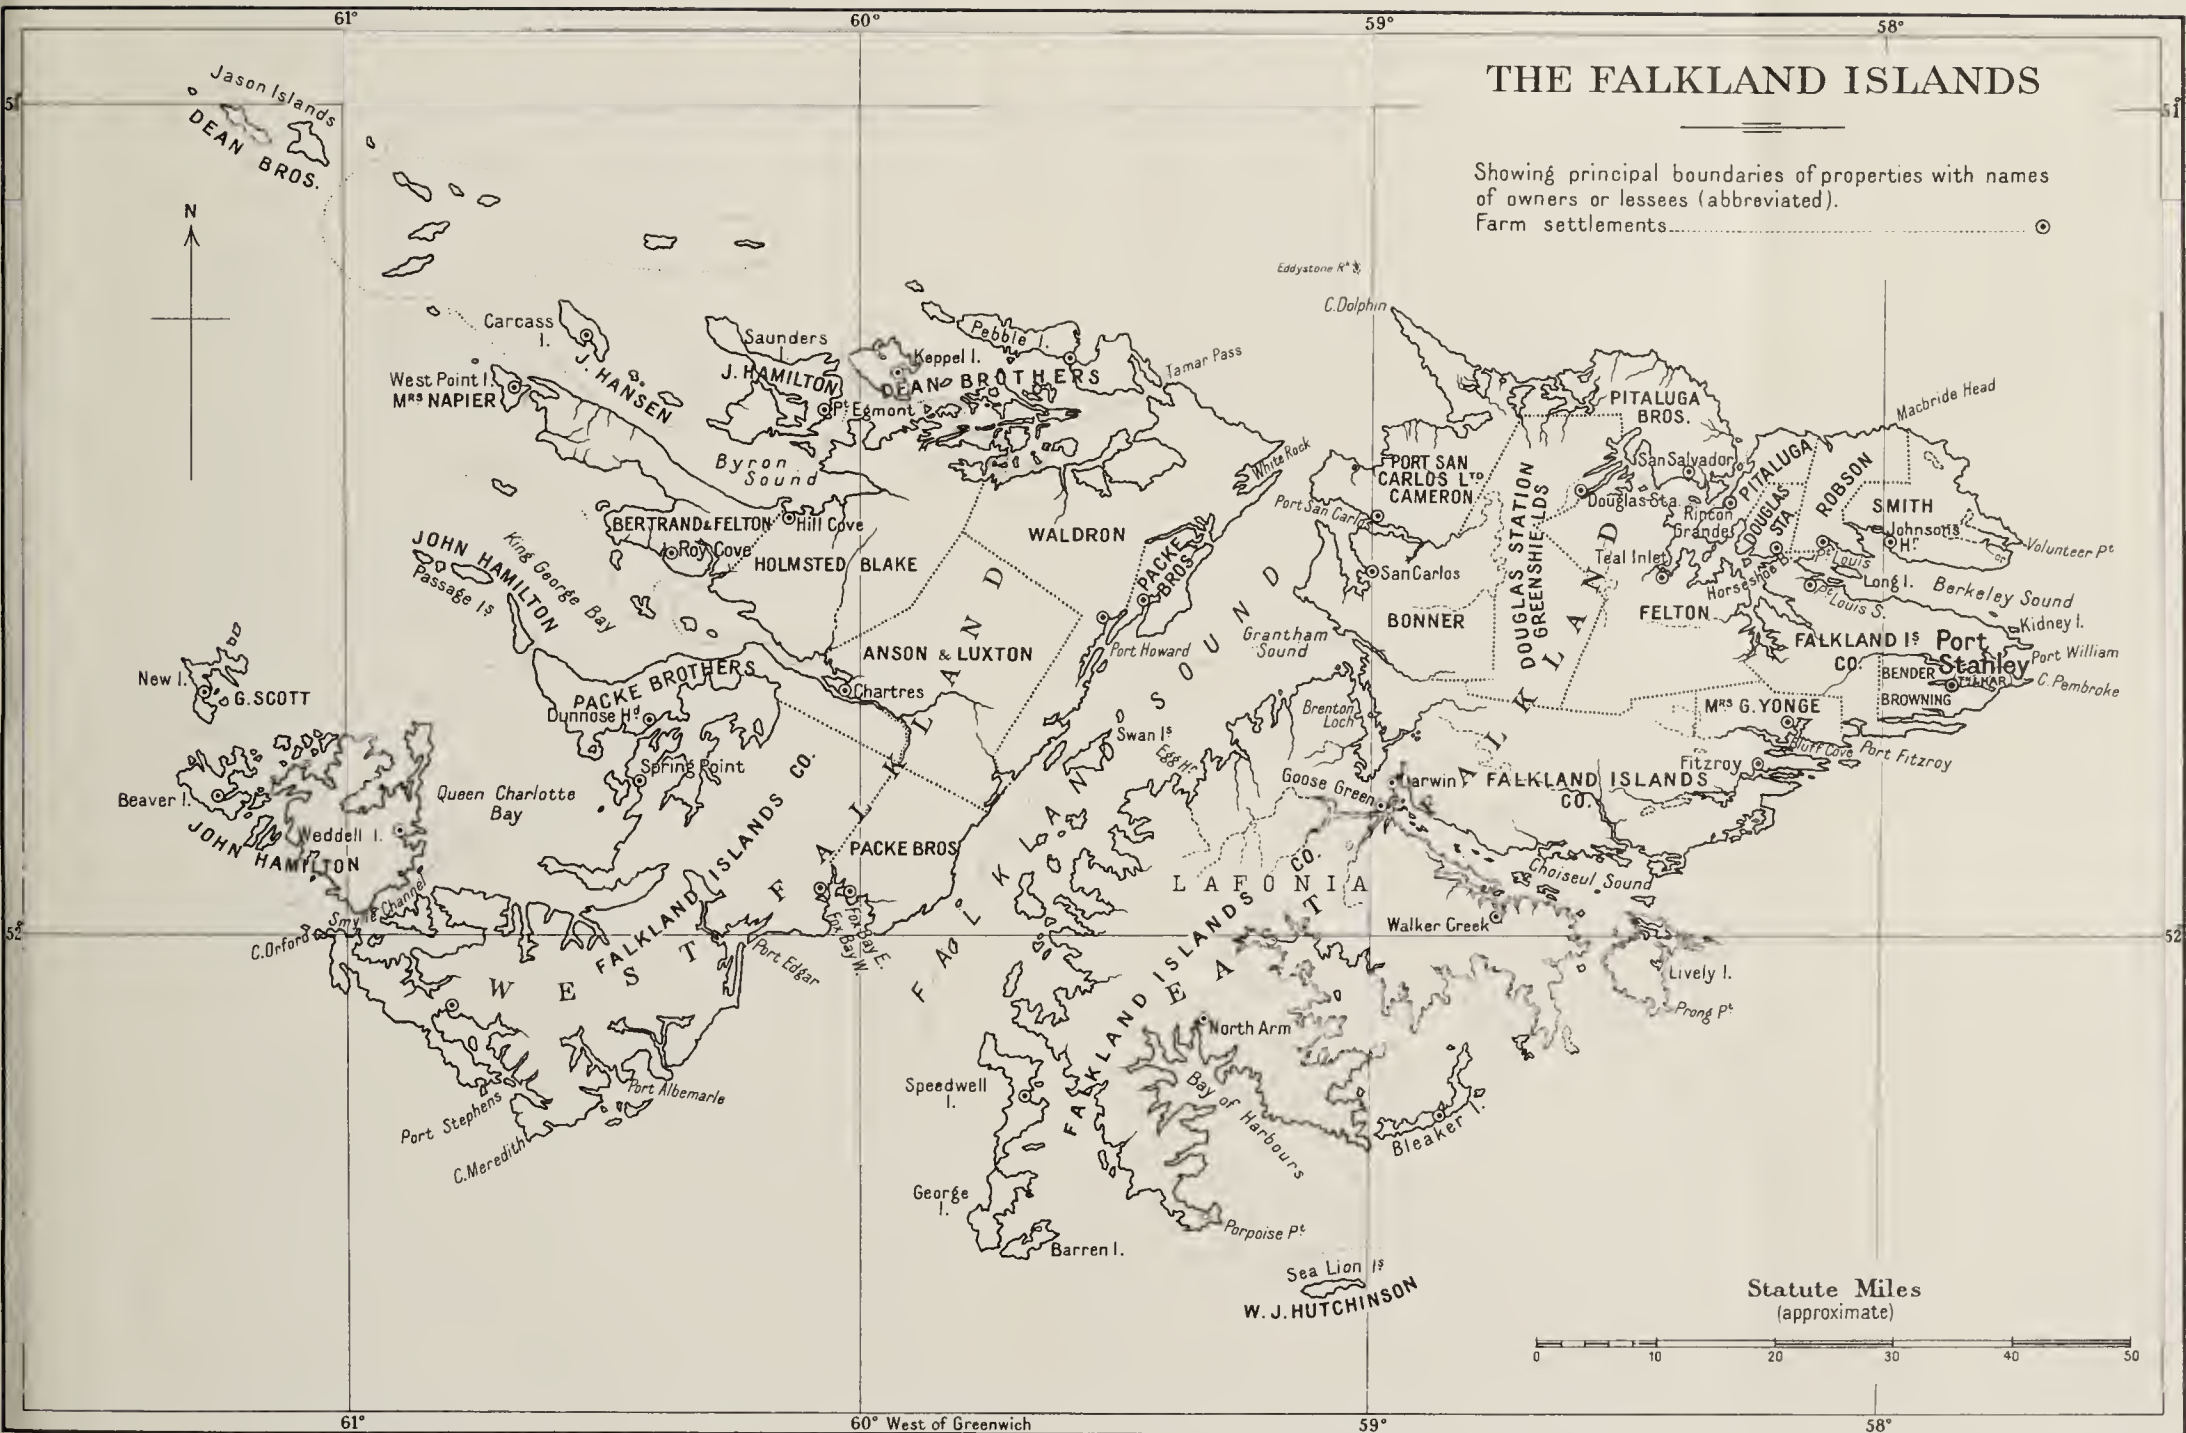 61°
60°
59°
58°
THE FALKLAND ISLANDS
Showing principal boundaries of properties with names
of owners or lessees (abbreviated).
Farm settlements
51°
51°
Jason Islands
DEAN BROS.
N
Eddystone Rk
C. Dolphin
Carcass
I.
J. HANSEN
Saunders
I.
J. HAMILTON
Keppel I.
Pebble I.
DEAN BROTHERS
Tamar Pass
West Point I.
MRS NAPIER
Pt Egmont
PITALUGA
BROS.
Macbride Head
Byron
Sound
White Rock
PORT SAN
CARLOS LTD
CAMERON
San Salvador
PITALUGA
ROBSON
SMITH
Port San Carlos
Douglas Sta.
Rincon
Grande
DOUGLAS
STA.
Johnson's
Hr
Volunteer Pt
BERTRAND & FELTON
Hill Cove
Roy Cove
HOLMSTED BLAKE
WALDRON
PACKE
BROS.
JOHN HAMILTON
Passage Is
King George Bay
San Carlos
DOUGLAS STATION
GREENSHIELDS
Teal Inlet
Horseshoe B.
Pt Louis
Long I.
Pt Louis S.
Berkeley Sound
BONNER
FELTON
Kidney I.
Grantham
Sound
Port Howard
ANSON & LUXTON
FALKLAND IS
CO.
Port
Stanley
Port William
C. Pembroke
BENDER
BROWNING
New I.
G. SCOTT
PACKE BROTHERS
Chartres
Dunnose Hd
Spring Point
Brenton
Loch
Swan Is
Egg Hr
MRS G. YONGE
Bluff Cove
Port Fitzroy
Fitzroy
Goose Green
Darwin
FALKLAND ISLANDS
CO.
Beaver I.
JOHN HAMILTON
Weddell I.
Queen Charlotte
Bay
PACKE BROS
FALKLAND ISLANDS CO.
FALKLAND SOUND
LAFONIA
Choiseul Sound
Smylie Channel
C. Orford
52°
52°
Fox Bay E.
Fox Bay W.
Port Edgar
WEST FALKLAND
Walker Creek
Lively I.
Prong Pt
EAST FALKLAND
FALKLAND ISLANDS CO.
North Arm
Port Albemarle
Port Stephens
C. Meredith
Speedwell
I.
Bay of Harbours
Bleaker I.
George
I.
Barren I.
Porpoise Pt
Sea Lion Is
W. J. HUTCHINSON
Statute Miles
(approximate)
0 10 20 30 40 50
61°
60° West of Greenwich
59°
58°